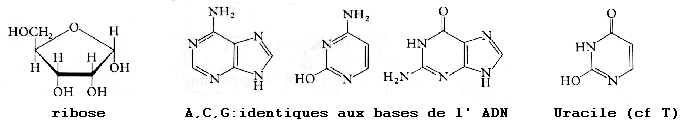 HOCH₂ O H H H H OH OH OH
NH₂ N N N N H
NH₂ N HO N
O HN N H₂N N N H
O HN HO N
ribose A,C,G:identiques aux bases de l' ADN Uracile (cf T)